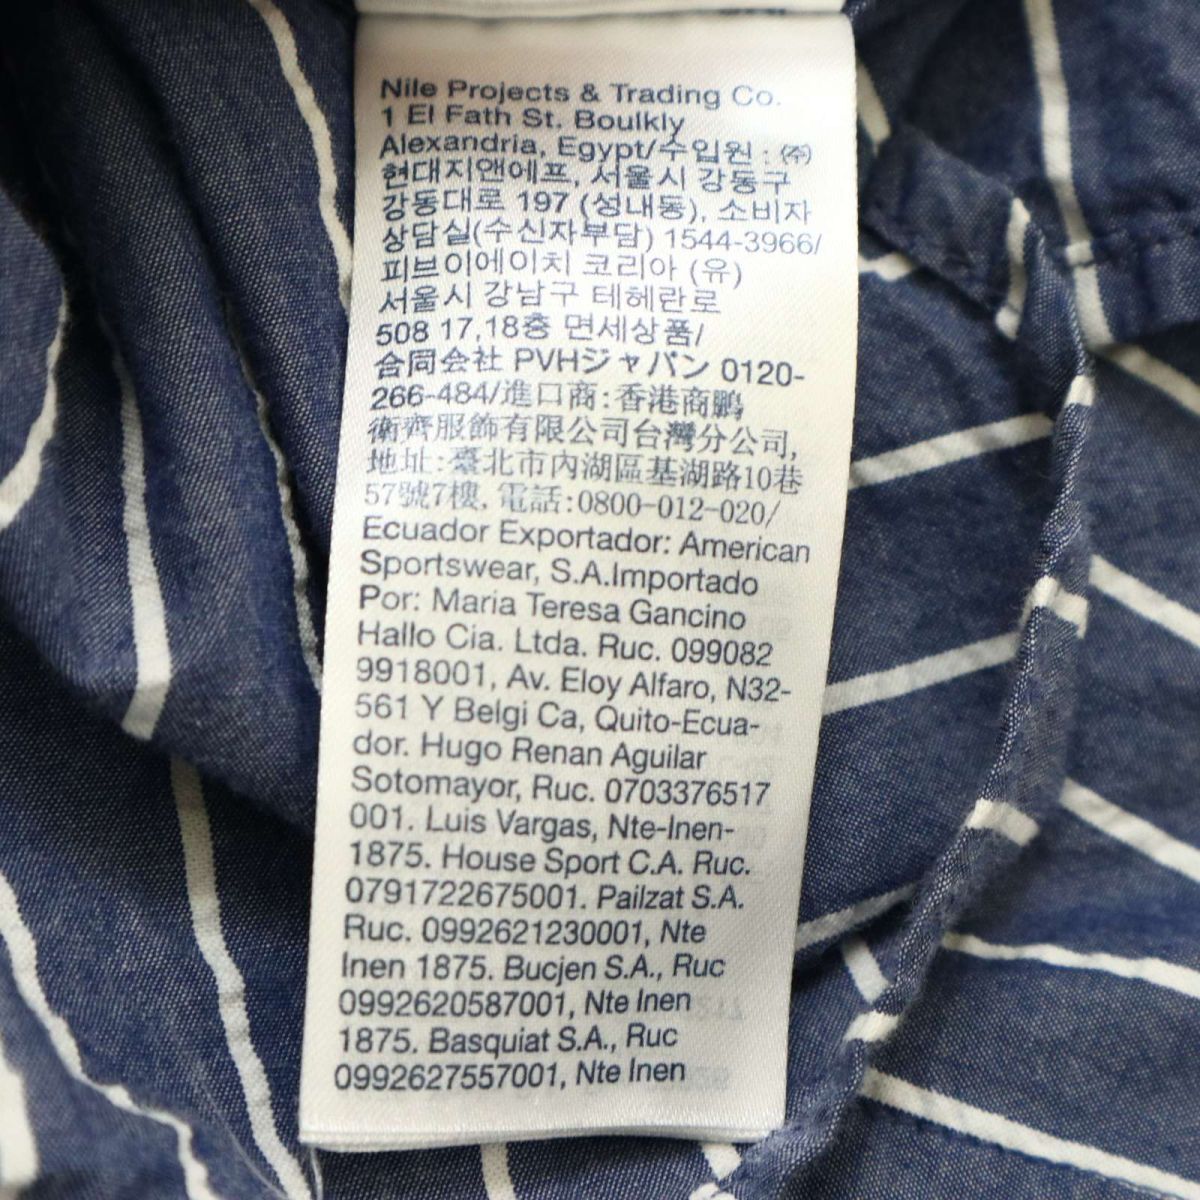 Nile Projects & Trading Co.
1 El Fath St. Boulkly
Alexandria, Egypt/수입원 : ㈜
현대지앤에프, 서울시 강동구
강동대로 197 (성내동), 소비자
상담실(수신자부담) 1544-3966/
피브이에이치 코리아 (유)
서울시 강남구 테헤란로
508 17,18층 면세상품/
合同会社 PVHジャパン 0120-
266-484/進口商:香港商鵬
衛齊服飾有限公司台灣分公司,
地址:臺北市內湖區基湖路10巷
57號7樓, 電話:0800-012-020/
Ecuador Exportador: American
Sportswear, S.A.Importado
Por: Maria Teresa Gancino
Hallo Cia. Ltda. Ruc. 099082
9918001, Av. Eloy Alfaro, N32-
561 Y Belgi Ca, Quito-Ecua-
dor. Hugo Renan Aguilar
Sotomayor, Ruc. 0703376517
001. Luis Vargas, Nte-Inen-
1875. House Sport C.A. Ruc.
0791722675001. Pailzat S.A.
Ruc. 0992621230001, Nte
Inen 1875. Bucjen S.A., Ruc
0992620587001, Nte Inen
1875. Basquiat S.A., Ruc
0992627557001, Nte Inen